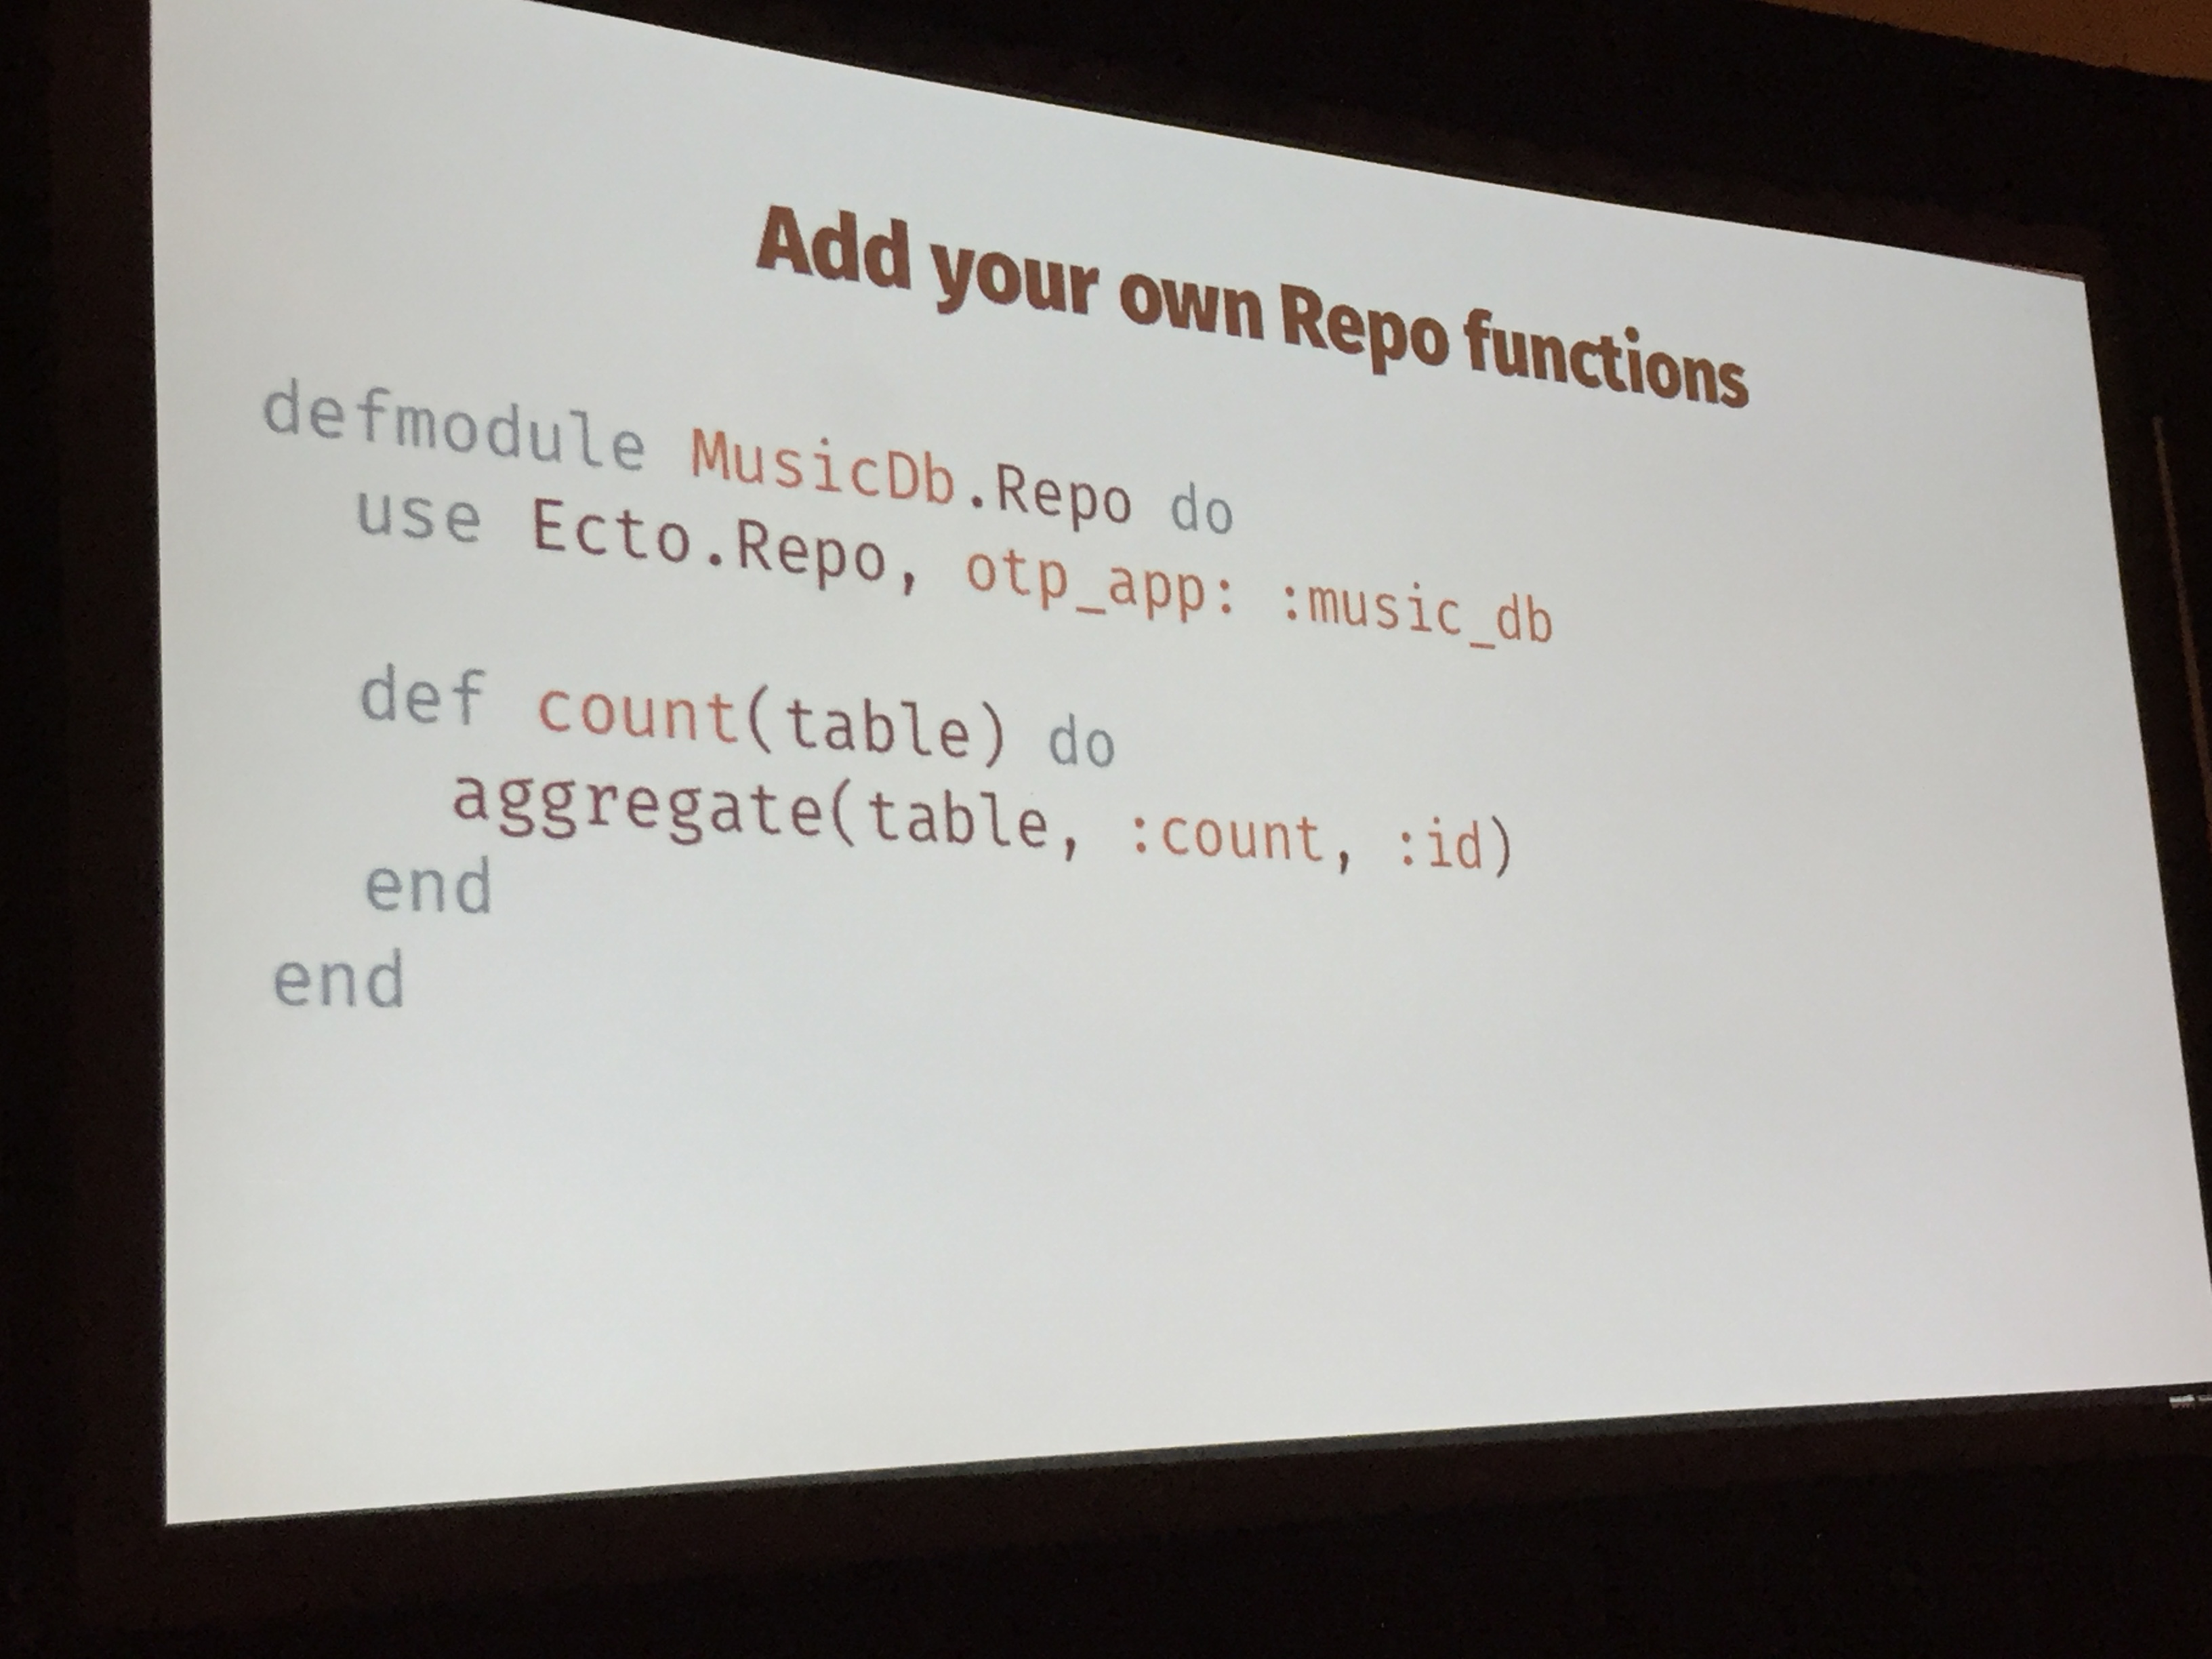 Add your own Repo functions
defmodule MusicDb.Repo do
  use Ecto.Repo, otp_app: :music_db

  def count(table) do
    aggregate(table, :count, :id)
  end
end